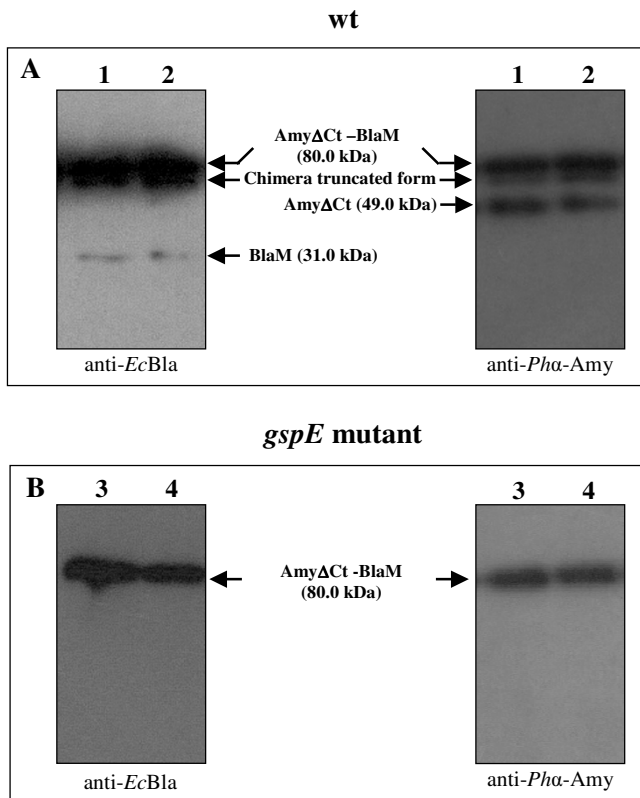 wt
A
1 2
1 2
AmyΔCt –BlaM
(80.0 kDa)
Chimera truncated form
AmyΔCt (49.0 kDa)
BlaM (31.0 kDa)
anti-EcBla
anti-Phα-Amy
gspE mutant
B
3 4
3 4
AmyΔCt -BlaM
(80.0 kDa)
anti-EcBla
anti-Phα-Amy